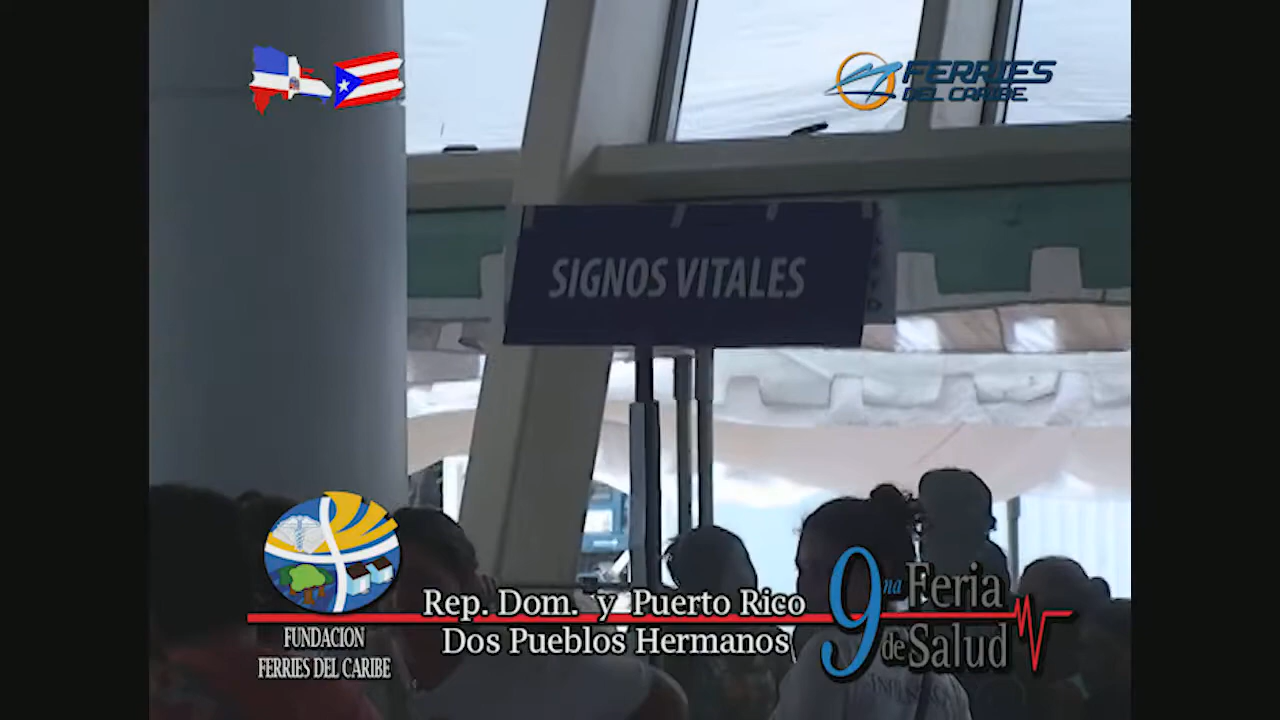 FERRIES
DEL CARIBE
SIGNOS VITALES
Rep. Dom. y Puerto Rico
Dos Pueblos Hermanos
9na Feria
de Salud
FUNDACION
FERRIES DEL CARIBE